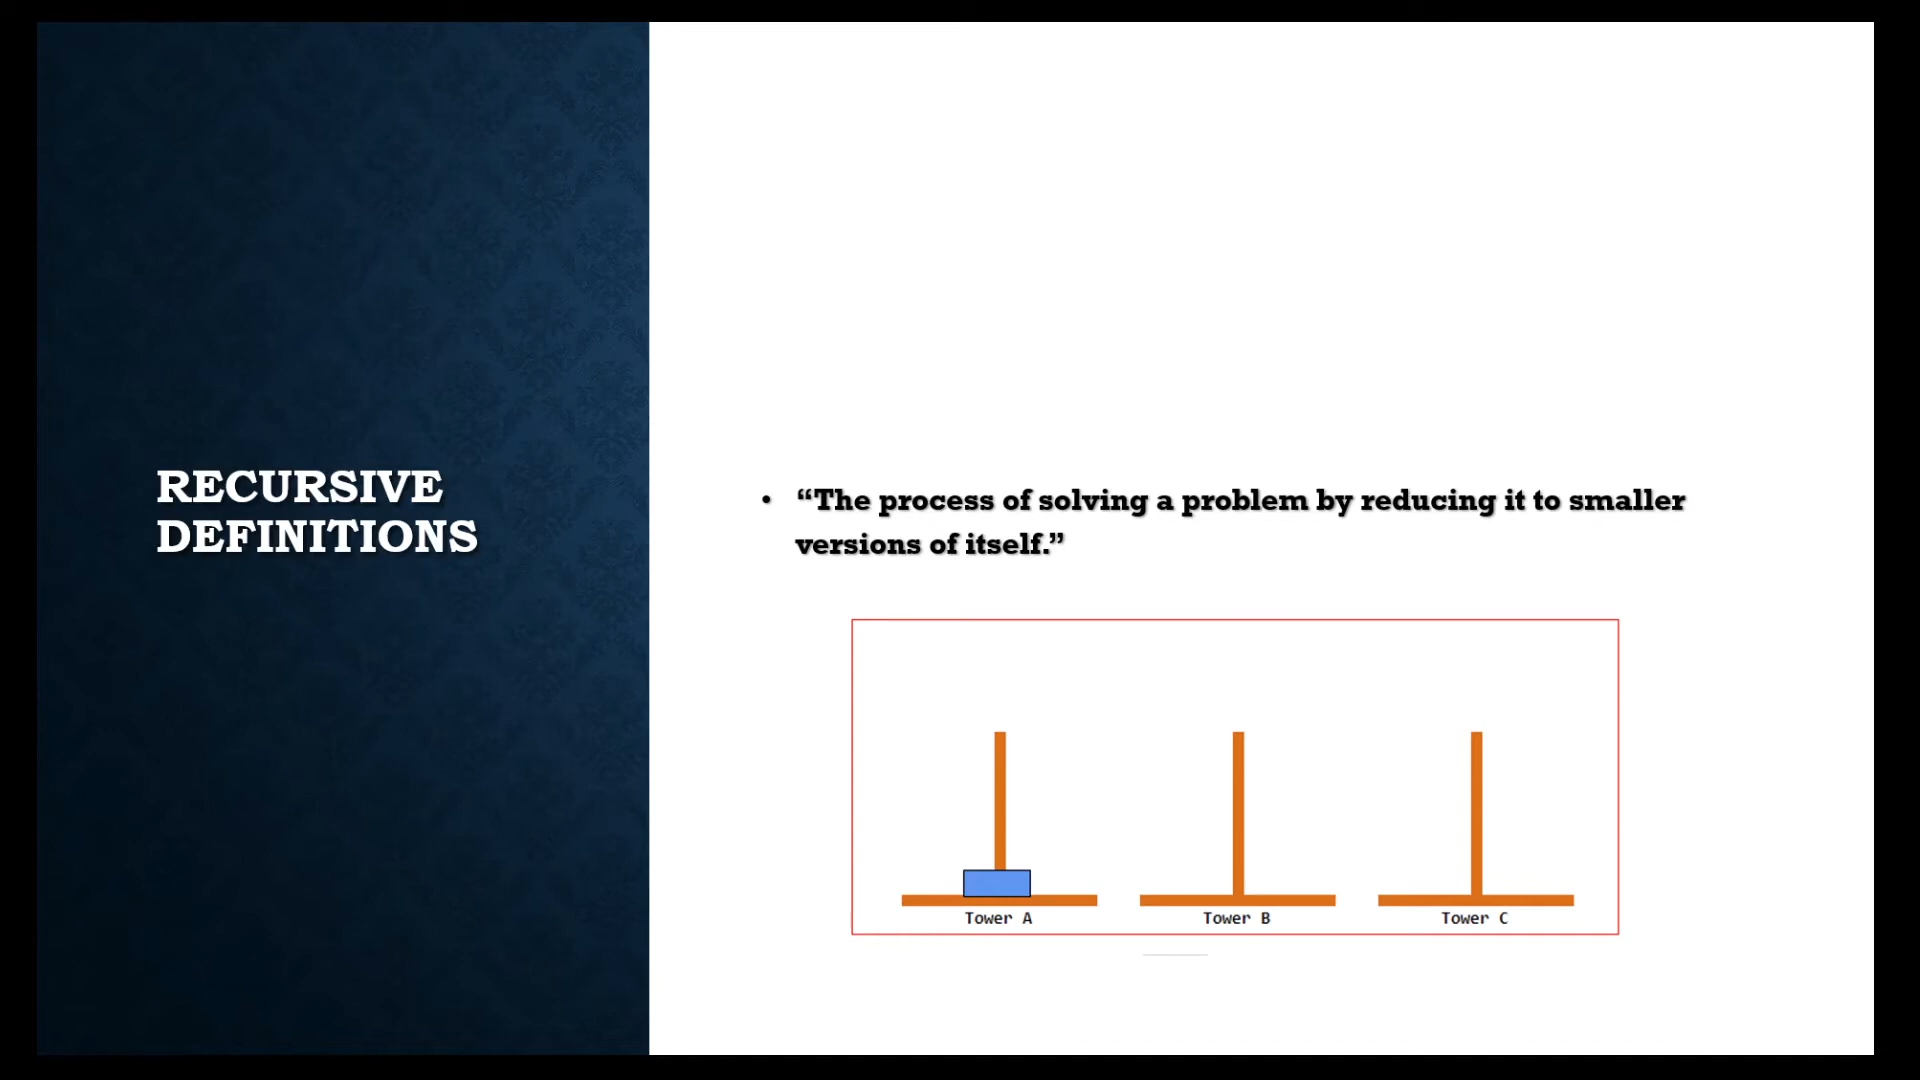 RECURSIVE
DEFINITIONS
• “The process of solving a problem by reducing it to smaller
versions of itself.”
Tower A
Tower B
Tower C